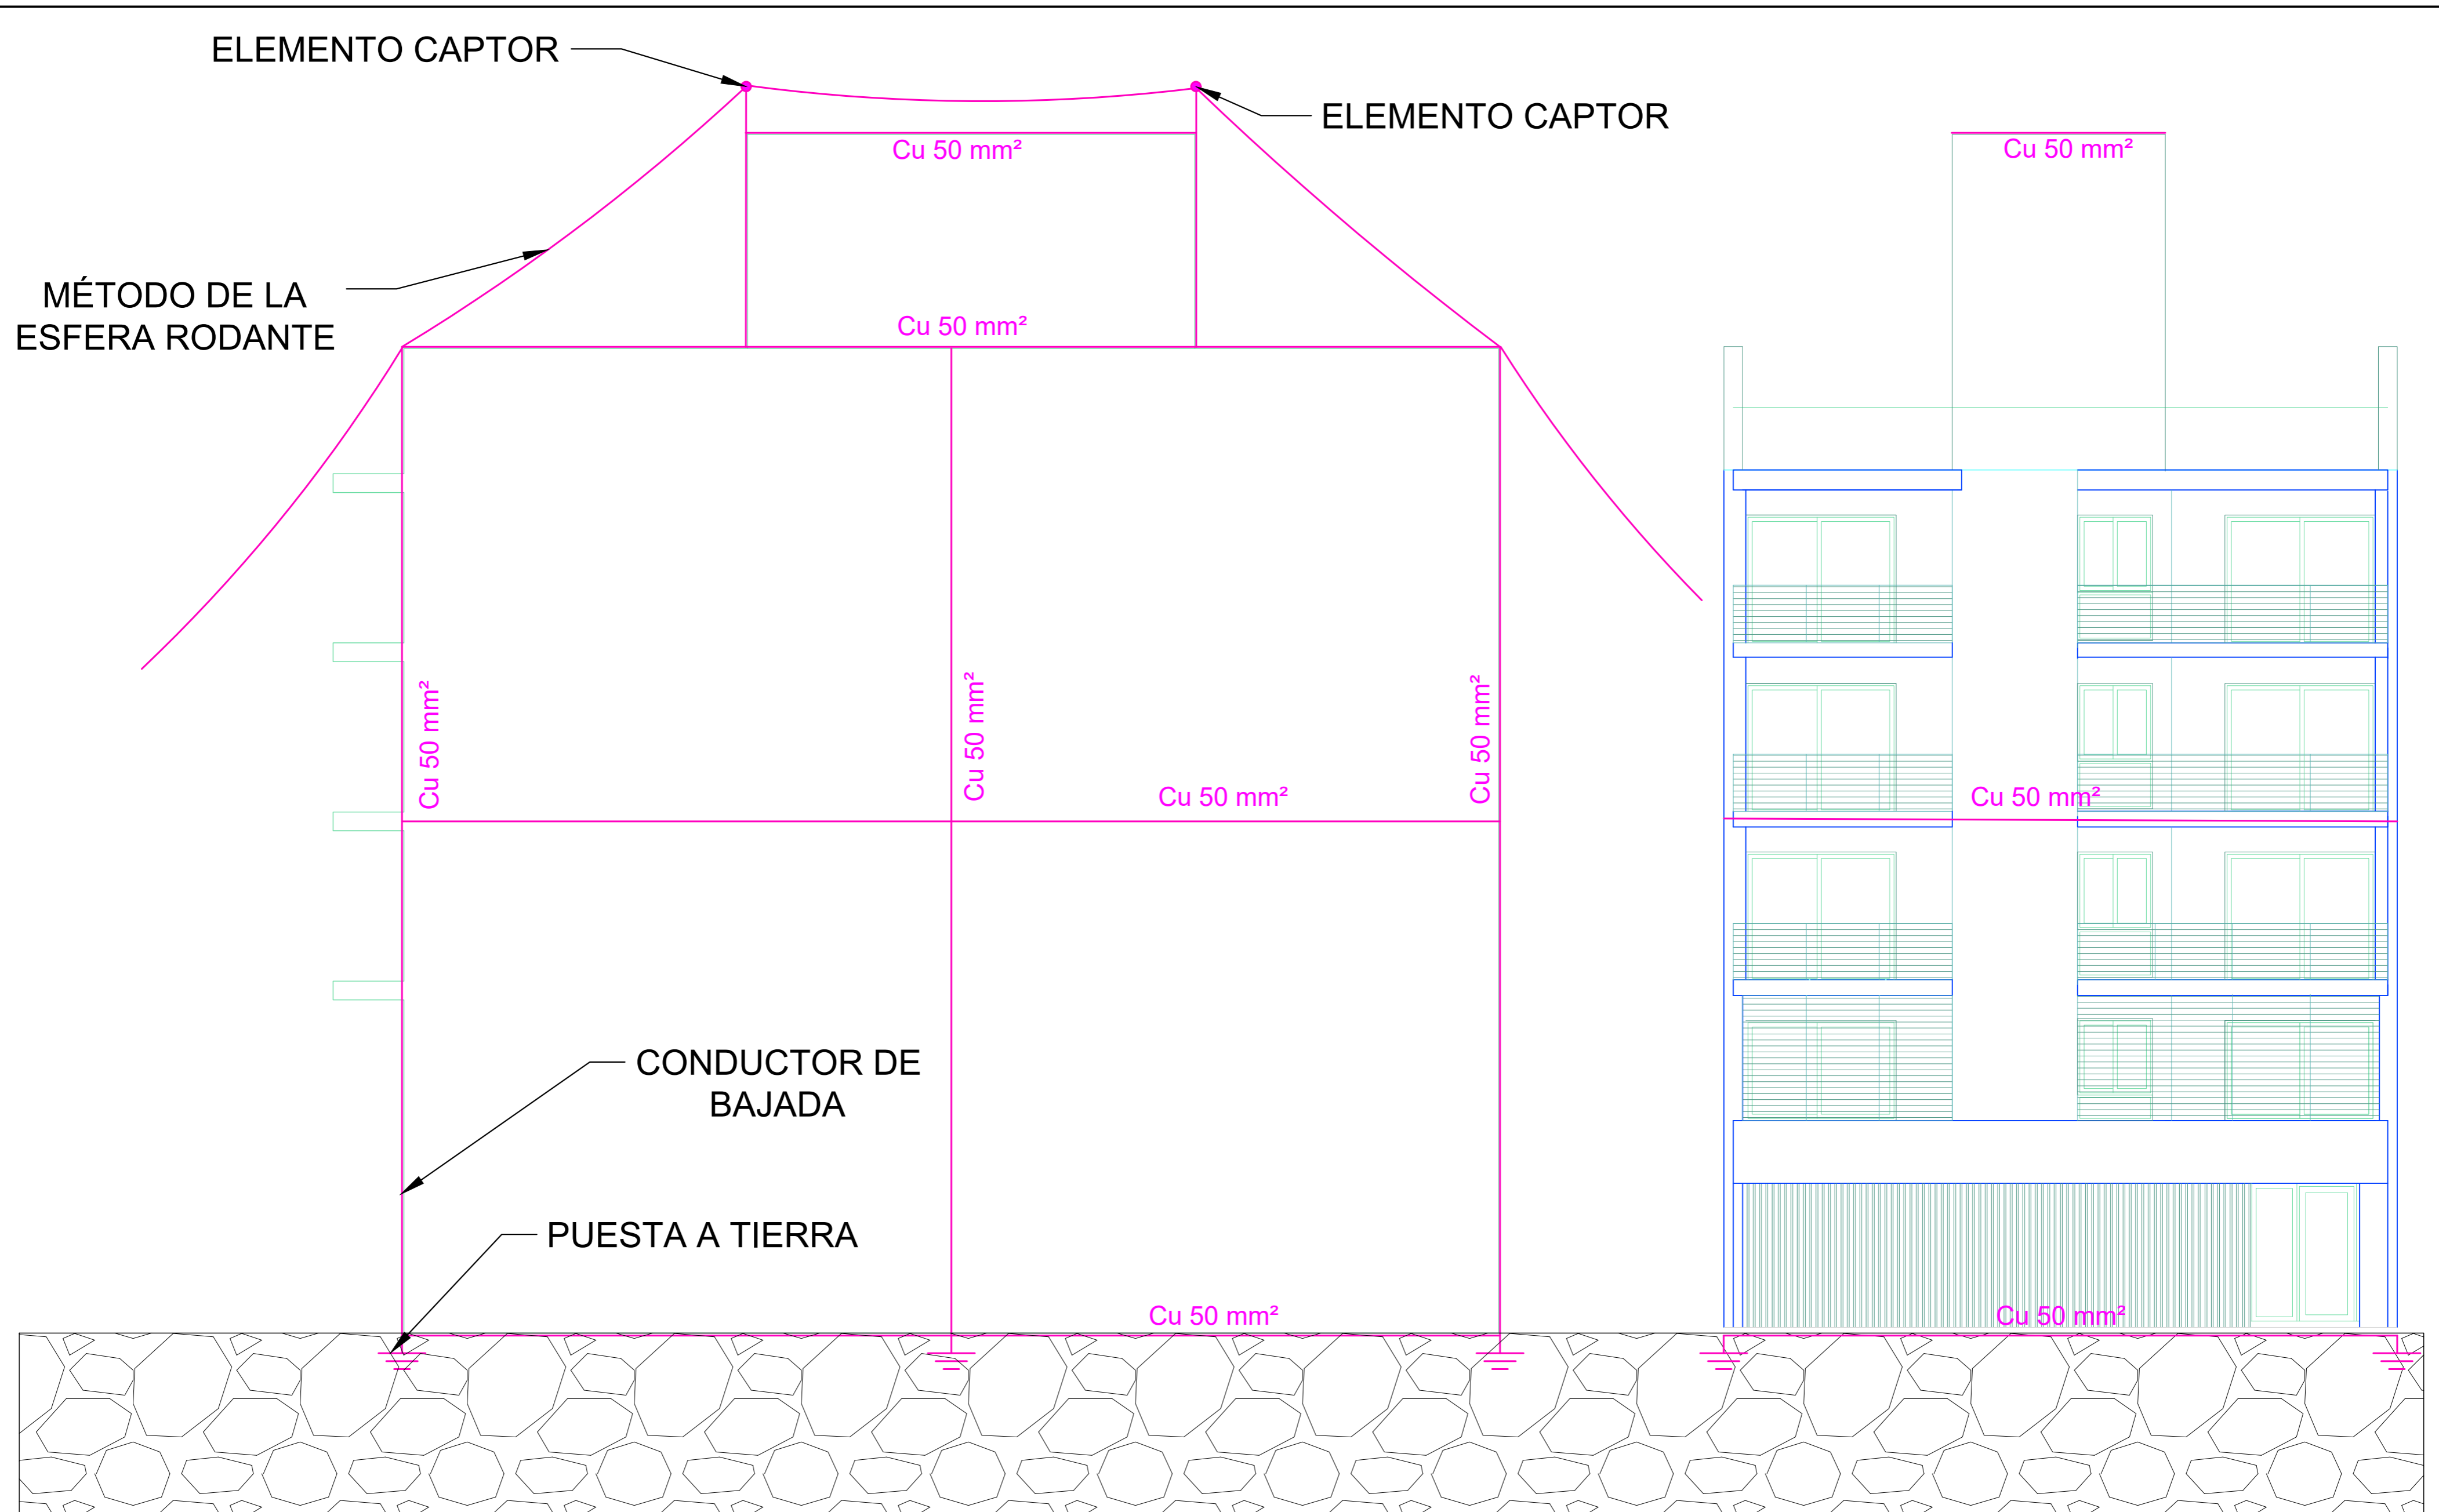 ELEMENTO CAPTOR
ELEMENTO CAPTOR
Cu 50 mm²
Cu 50 mm²
MÉTODO DE LA
ESFERA RODANTE
Cu 50 mm²
Cu 50 mm²
Cu 50 mm²
Cu 50 mm²
Cu 50 mm²
Cu 50 mm²
CONDUCTOR DE
BAJADA
PUESTA A TIERRA
Cu 50 mm²
Cu 50 mm²